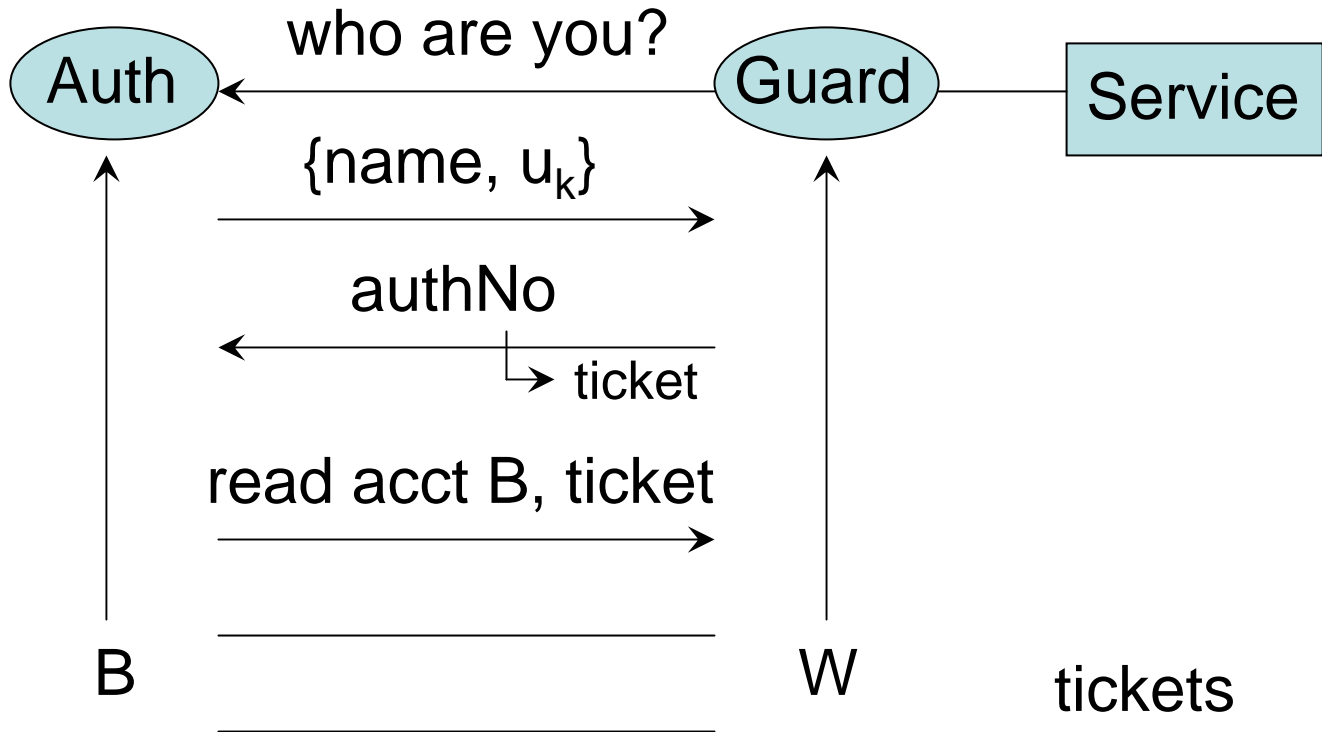 who are you?
Auth
Guard
Service
{name, uₖ}
authNo
ticket
read acct B, ticket
B
W
tickets